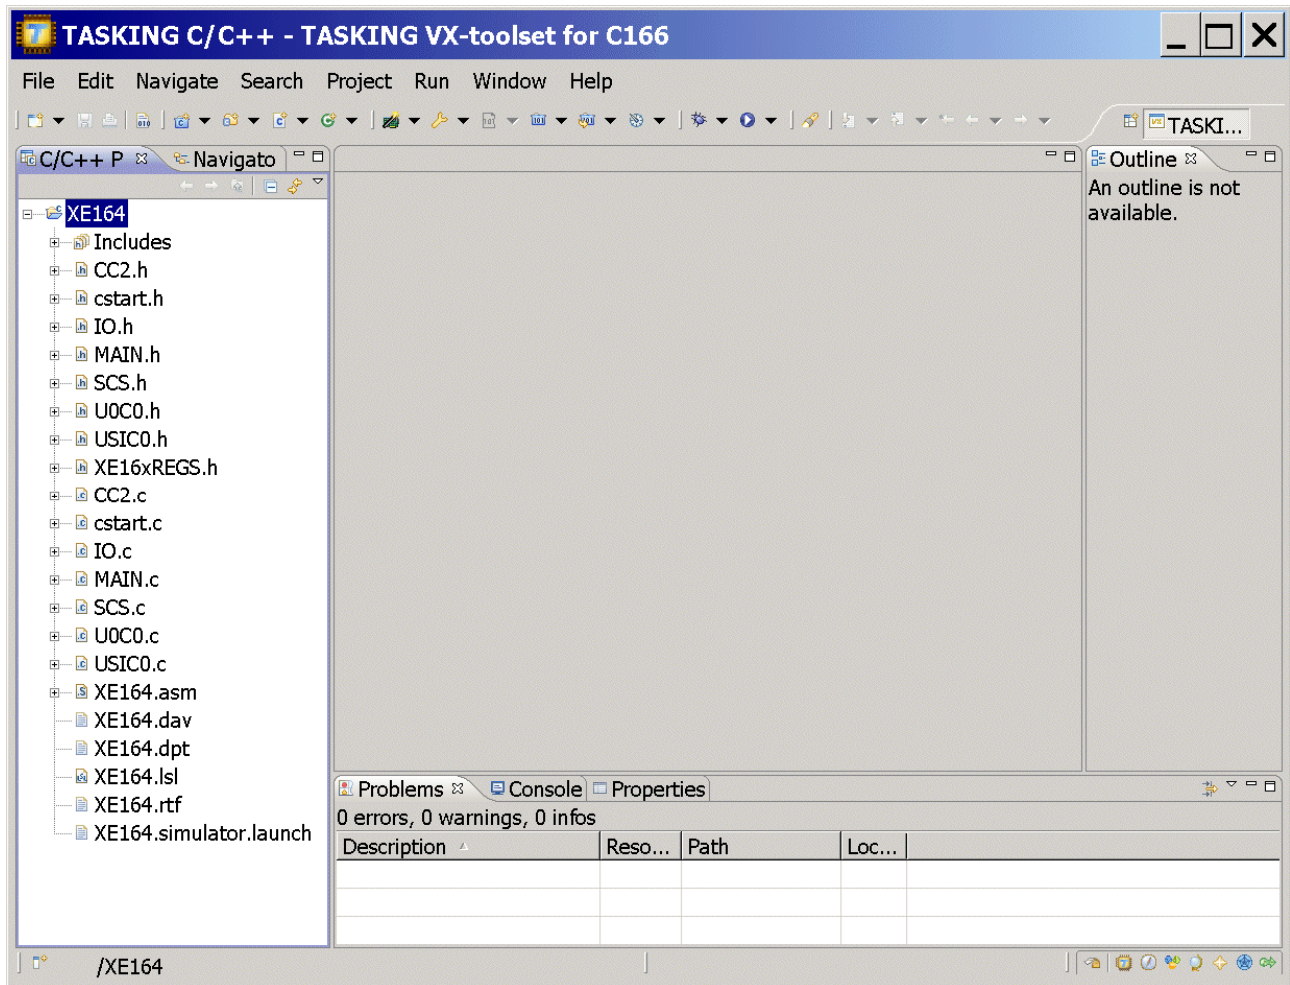 TASKING C/C++ - TASKING VX-toolset for C166
File Edit Navigate Search Project Run Window Help
TASKI...
C/C++ P Navigato
Outline
An outline is not
available.
XE164
Includes
CC2.h
cstart.h
IO.h
MAIN.h
SCS.h
U0C0.h
USIC0.h
XE16xREGS.h
CC2.c
cstart.c
IO.c
MAIN.c
SCS.c
U0C0.c
USIC0.c
XE164.asm
XE164.dav
XE164.dpt
XE164.lsl
XE164.rtf
XE164.simulator.launch
Problems Console Properties
0 errors, 0 warnings, 0 infos
Description Reso... Path Loc...
/XE164